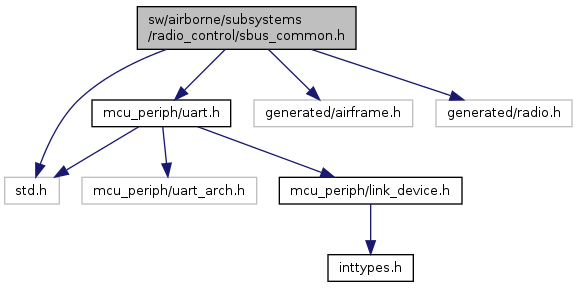 sw/airborne/subsystems
/radio_control/sbus_common.h
mcu_periph/uart.h
generated/airframe.h
generated/radio.h
std.h
mcu_periph/uart_arch.h
mcu_periph/link_device.h
inttypes.h